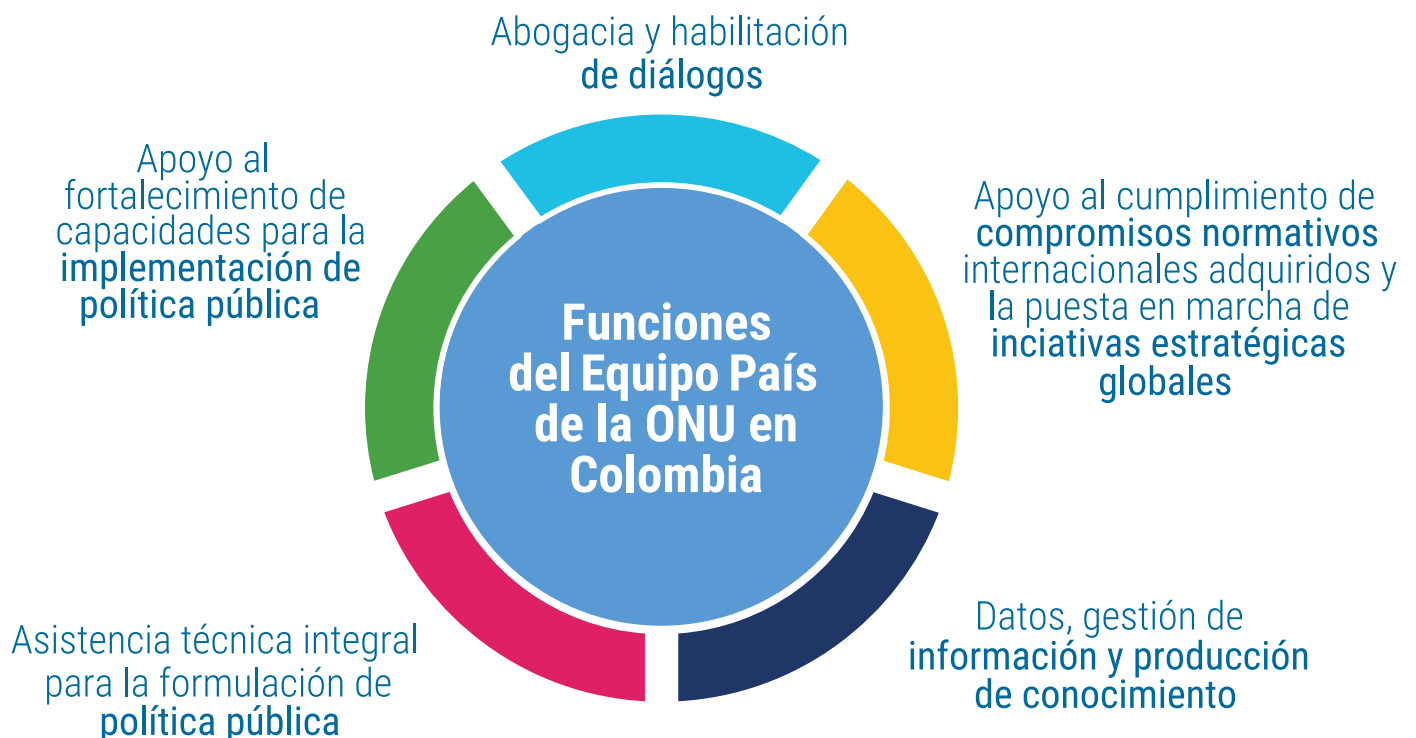 Abogacia y habilitación
de diálogos
Apoyo al
fortalecimiento de
capacidades para la
implementación de
política pública
Apoyo al cumplimiento de
compromisos normativos
internacionales adquiridos y
la puesta en marcha de
inciativas estratégicas
globales
Funciones
del Equipo País
de la ONU en
Colombia
Asistencia técnica integral
para la formulación de
política pública
Datos, gestión de
información y producción
de conocimiento